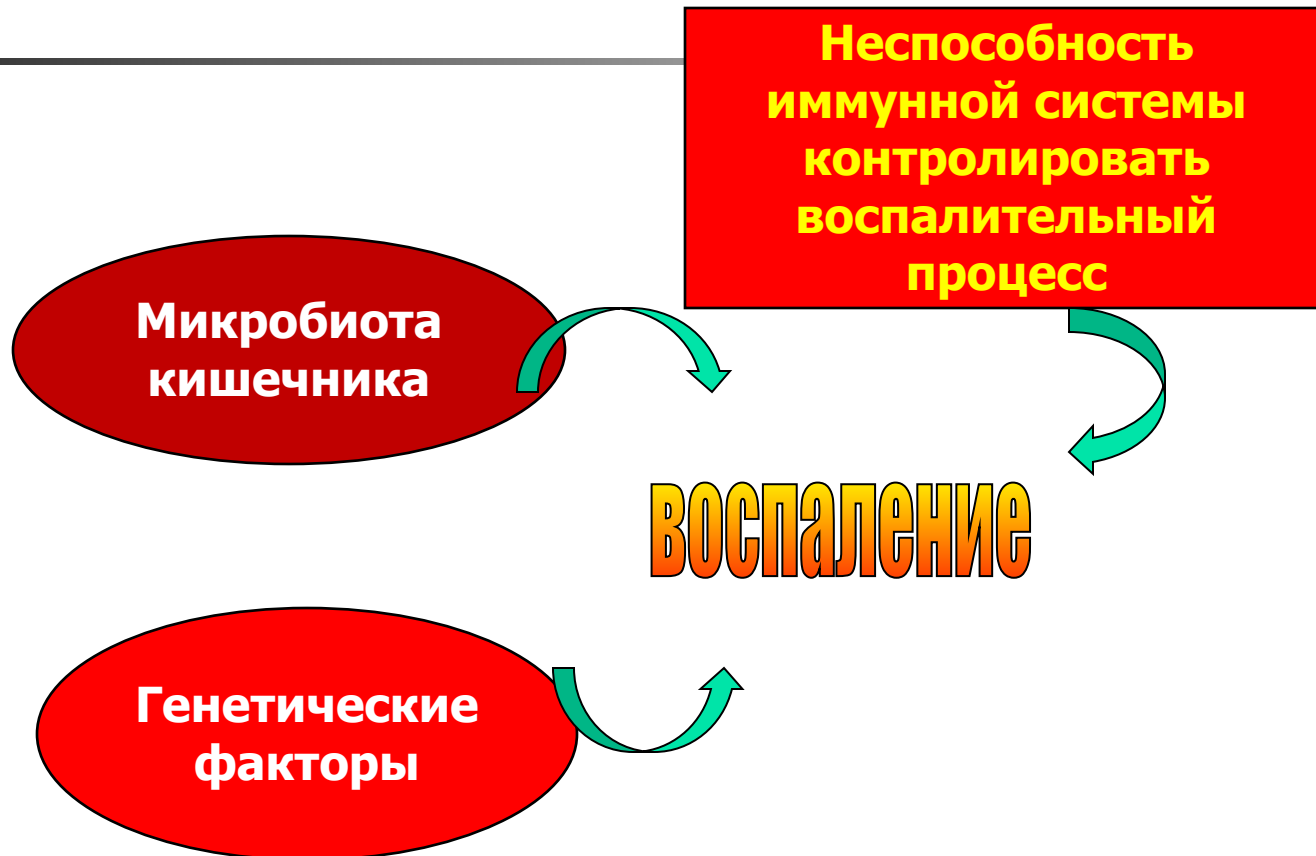 Неспособность
иммунной системы
контролировать
воспалительный
процесс
Микробиота
кишечника
воспаление
Генетические
факторы